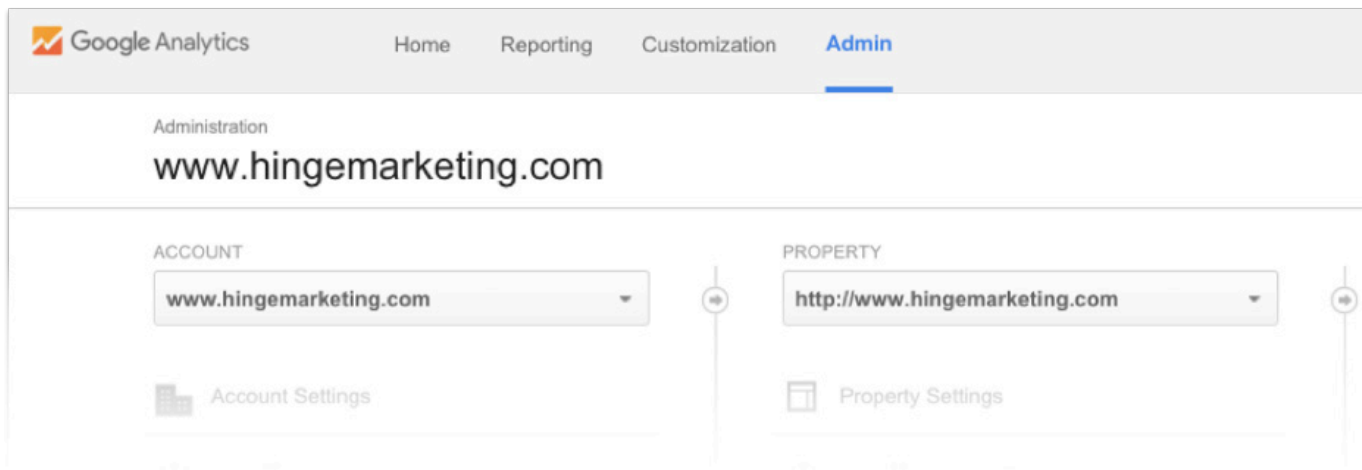 Google Analytics Home Reporting Customization Admin
Administration
www.hingemarketing.com
ACCOUNT PROPERTY
www.hingemarketing.com http://www.hingemarketing.com
Account Settings Property Settings